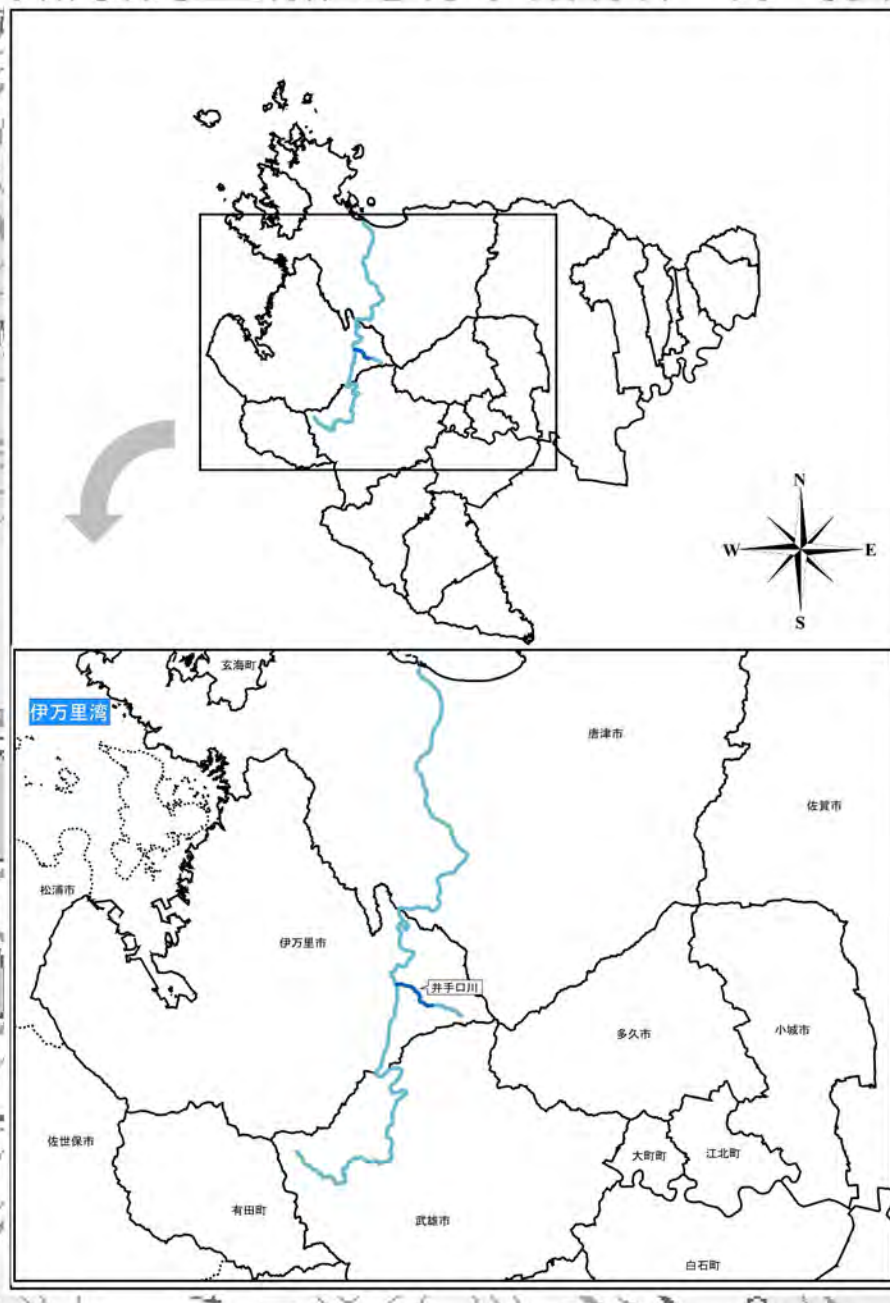 N
W
E
S
玄海町
伊万里湾
唐津市
佐賀市
松浦市
伊万里市
井手口川
多久市
小城市
佐世保市
大町町
江北町
有田町
武雄市
白石町